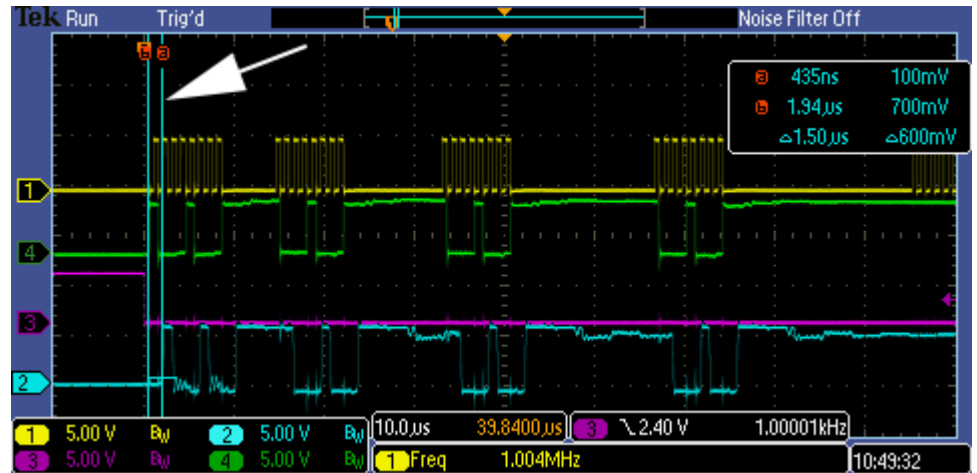 Tek Run Trig'd Noise Filter Off
b a
a 435ns 100mV
b 1.94µs 700mV
△1.50µs △600mV
1
4
3
2
1 5.00 V BW 2 5.00 V BW 10.0µs 39.8400µs 3 \ 2.40 V 1.00001kHz
3 5.00 V BW 4 5.00 V BW 1 Freq 1.004MHz 10:49:32